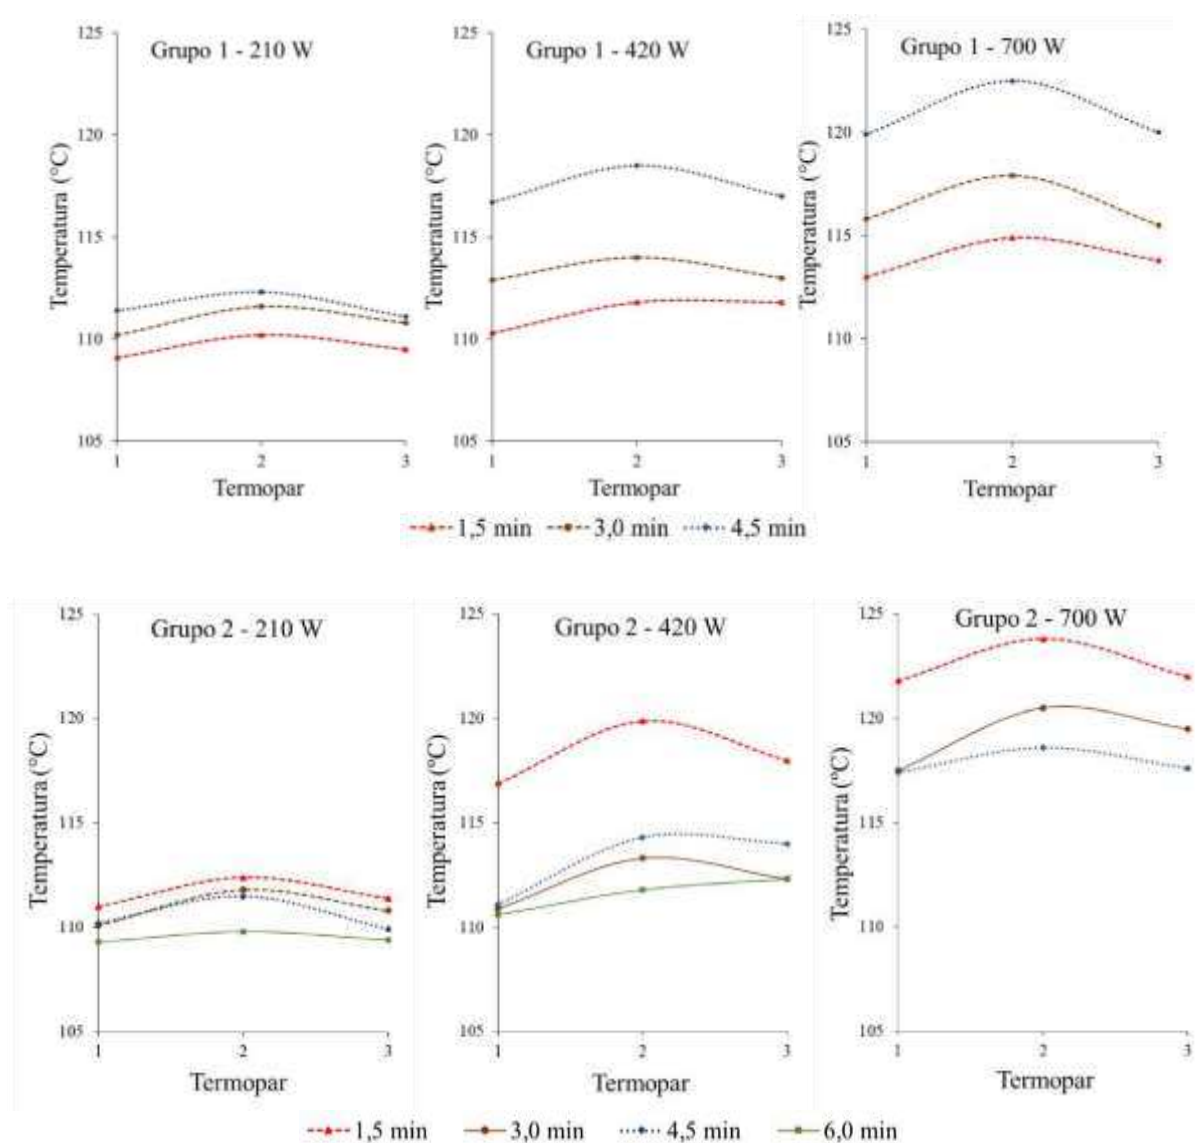 Grupo 1 - 210 W
Temperatura (°C)
125
120
115
110
105
1 2 3
Termopar
Grupo 1 - 420 W
Temperatura (°C)
125
120
115
110
105
1 2 3
Termopar
Grupo 1 - 700 W
Temperatura (°C)
125
120
115
110
105
1 2 3
Termopar
1,5 min 3,0 min 4,5 min
Grupo 2 - 210 W
Temperatura (°C)
125
120
115
110
105
1 2 3
Termopar
Grupo 2 - 420 W
Temperatura (°C)
125
120
115
110
105
1 2 3
Termopar
Grupo 2 - 700 W
Temperatura (°C)
125
120
115
110
105
1 2 3
Termopar
1,5 min 3,0 min 4,5 min 6,0 min